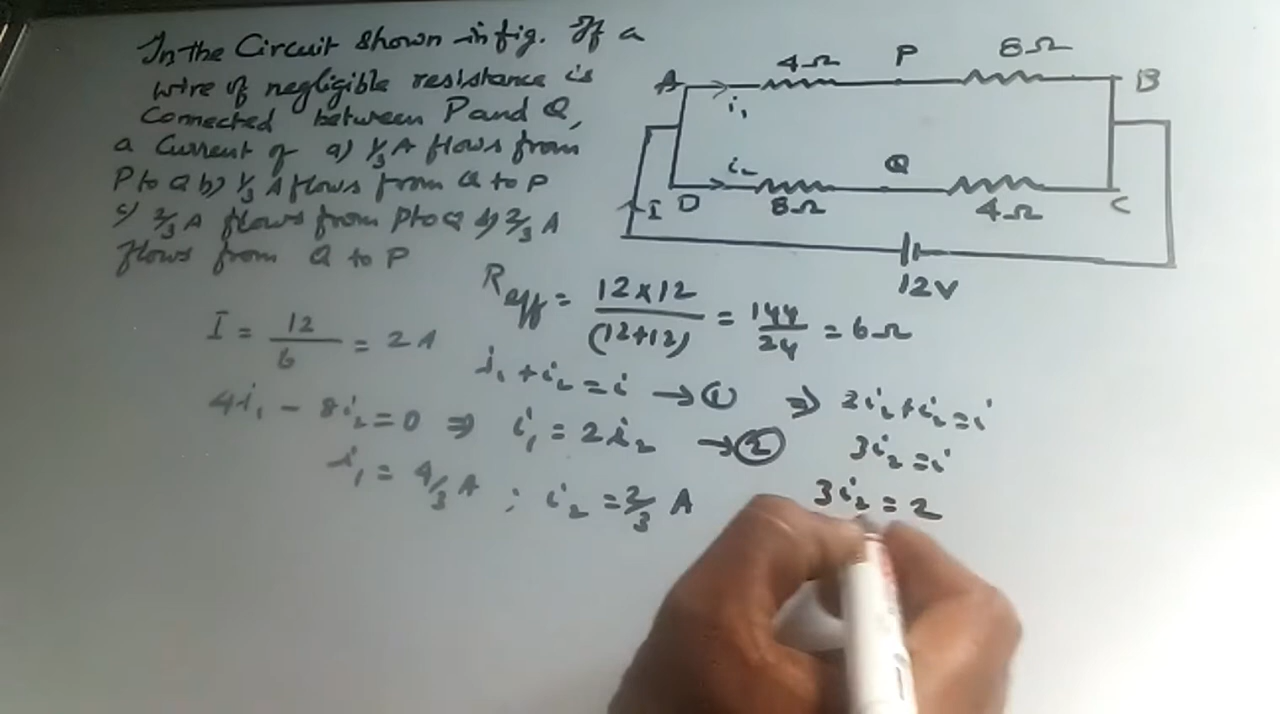 In the Circuit shown in fig. If a
wire of negligible resistance is
Connected between P and Q,
a Current of a) 1/3 A flows from
P to Q b) 1/3 A flows from Q to P
c) 2/3 A flows from P to Q d) 2/3 A
flows from Q to P
A i₁ 4Ω P 8Ω B
I D i₂ 8Ω Q 4Ω C
12V
R eff = 12×12/(12+12) = 144/24 = 6Ω
I = 12/6 = 2A
i₁ + i₂ = i → ① ⇒ 2i₂ + i₂ = i
4i₁ - 8i₂ = 0 ⇒ i₁ = 2i₂ → ② 3i₂ = i
i₁ = 4/3 A ; i₂ = 2/3 A 3i₂ = 2